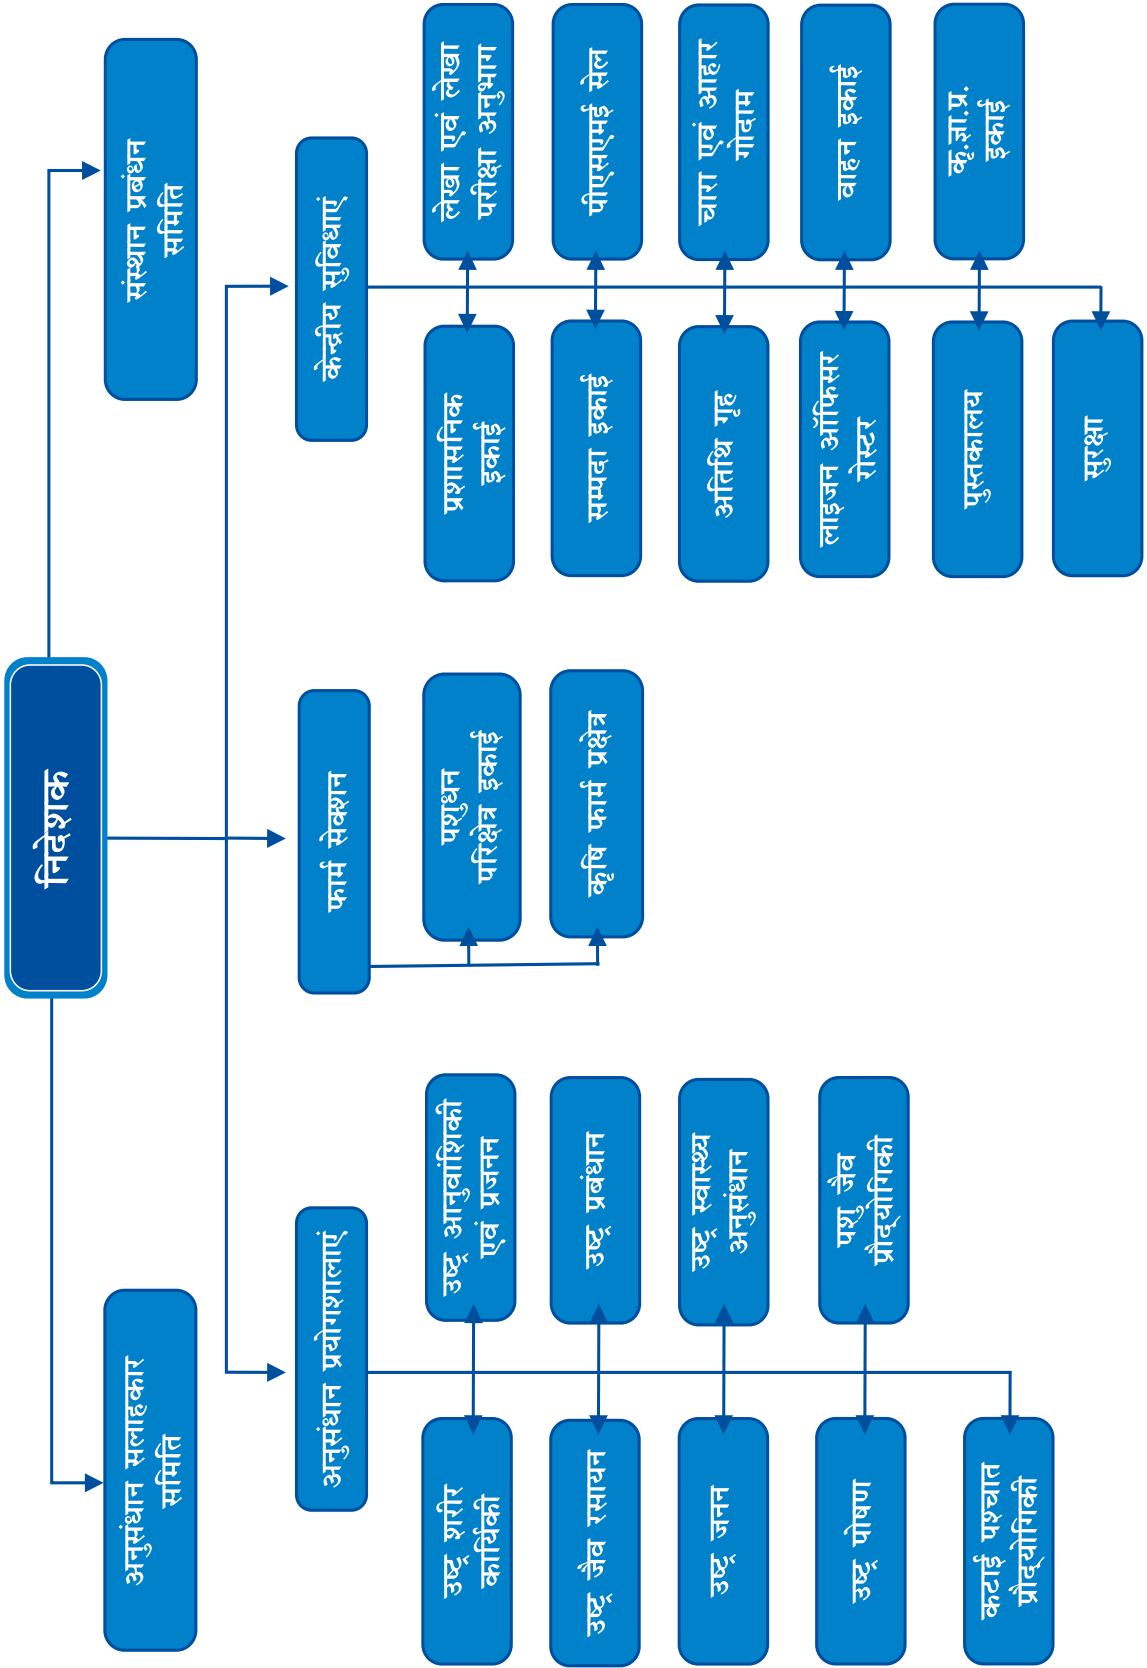 निदेशक
अनुसंधान सलाहकार
समिति
संस्थान प्रबंधन
समिति
अनुसंधान प्रयोगशालाएं
फार्म सेक्शन
केन्द्रीय सुविधाएं
उष्ट्र शरीर
कार्यिकी
उष्ट्र आनुवांशिकी
एवं प्रजनन
उष्ट्र जैव रसायन
उष्ट्र प्रबंधान
उष्ट्र जनन
उष्ट्र स्वास्थ्य
अनुसंधान
उष्ट्र पोषण
पशु जैव
प्रौद्योगिकी
कटाई पश्चात
प्रौद्योगिकी
पशुधन
परिक्षेत्र इकाई
कृषि फार्म प्रक्षेत्र
प्रशासनिक
इकाई
लेखा एवं लेखा
परीक्षा अनुभाग
सम्पदा इकाई
पीएसएमई सेल
अतिथि गृह
चारा एवं आहार
गोदाम
लाइजन ऑफिसर
रोस्टर
वाहन इकाई
पुस्तकालय
कृ.ज्ञा.प्र.
इकाई
सुरक्षा